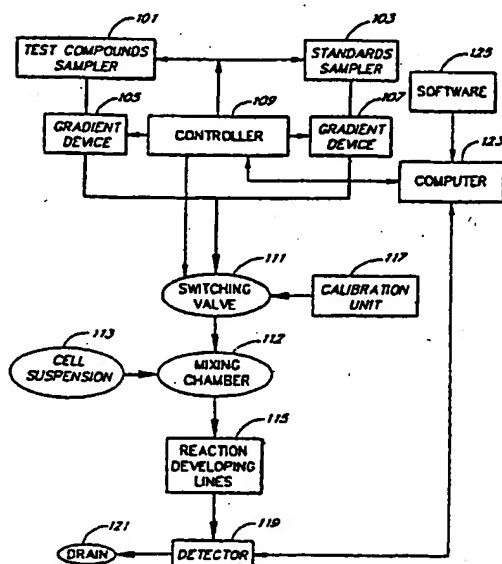 101
TEST COMPOUNDS
SAMPLER
103
STANDARDS
SAMPLER
125
SOFTWARE
105
GRADIENT
DEVICE
109
CONTROLLER
107
GRADIENT
DEVICE
123
COMPUTER
111
SWITCHING
VALVE
117
CALIBRATION
UNIT
113
CELL
SUSPENSION
112
MIXING
CHAMBER
115
REACTION
DEVELOPING
LINES
121
DRAIN
119
DETECTOR